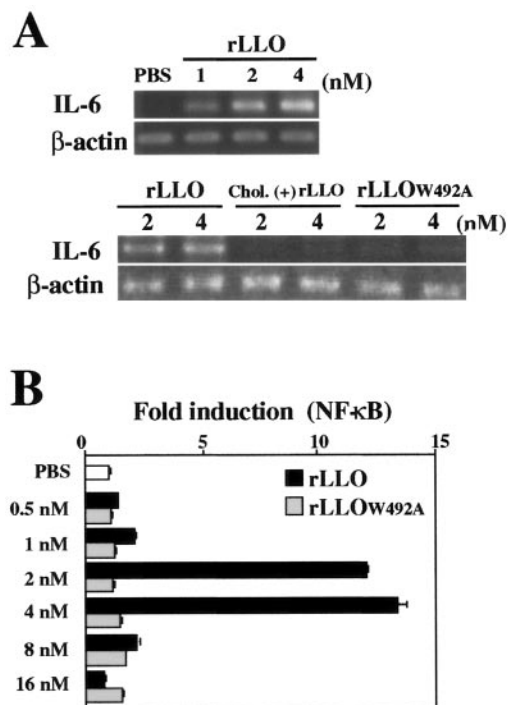 A
rLLO
PBS 1 2 4 (nM)
IL-6
β-actin
rLLO Chol. (+) rLLO rLLOW492A
2 4 2 4 2 4 (nM)
IL-6
β-actin
B
Fold induction (NF-κB)
0 5 10 15
PBS
rLLO
0.5 nM
rLLOW492A
1 nM
2 nM
4 nM
8 nM
16 nM